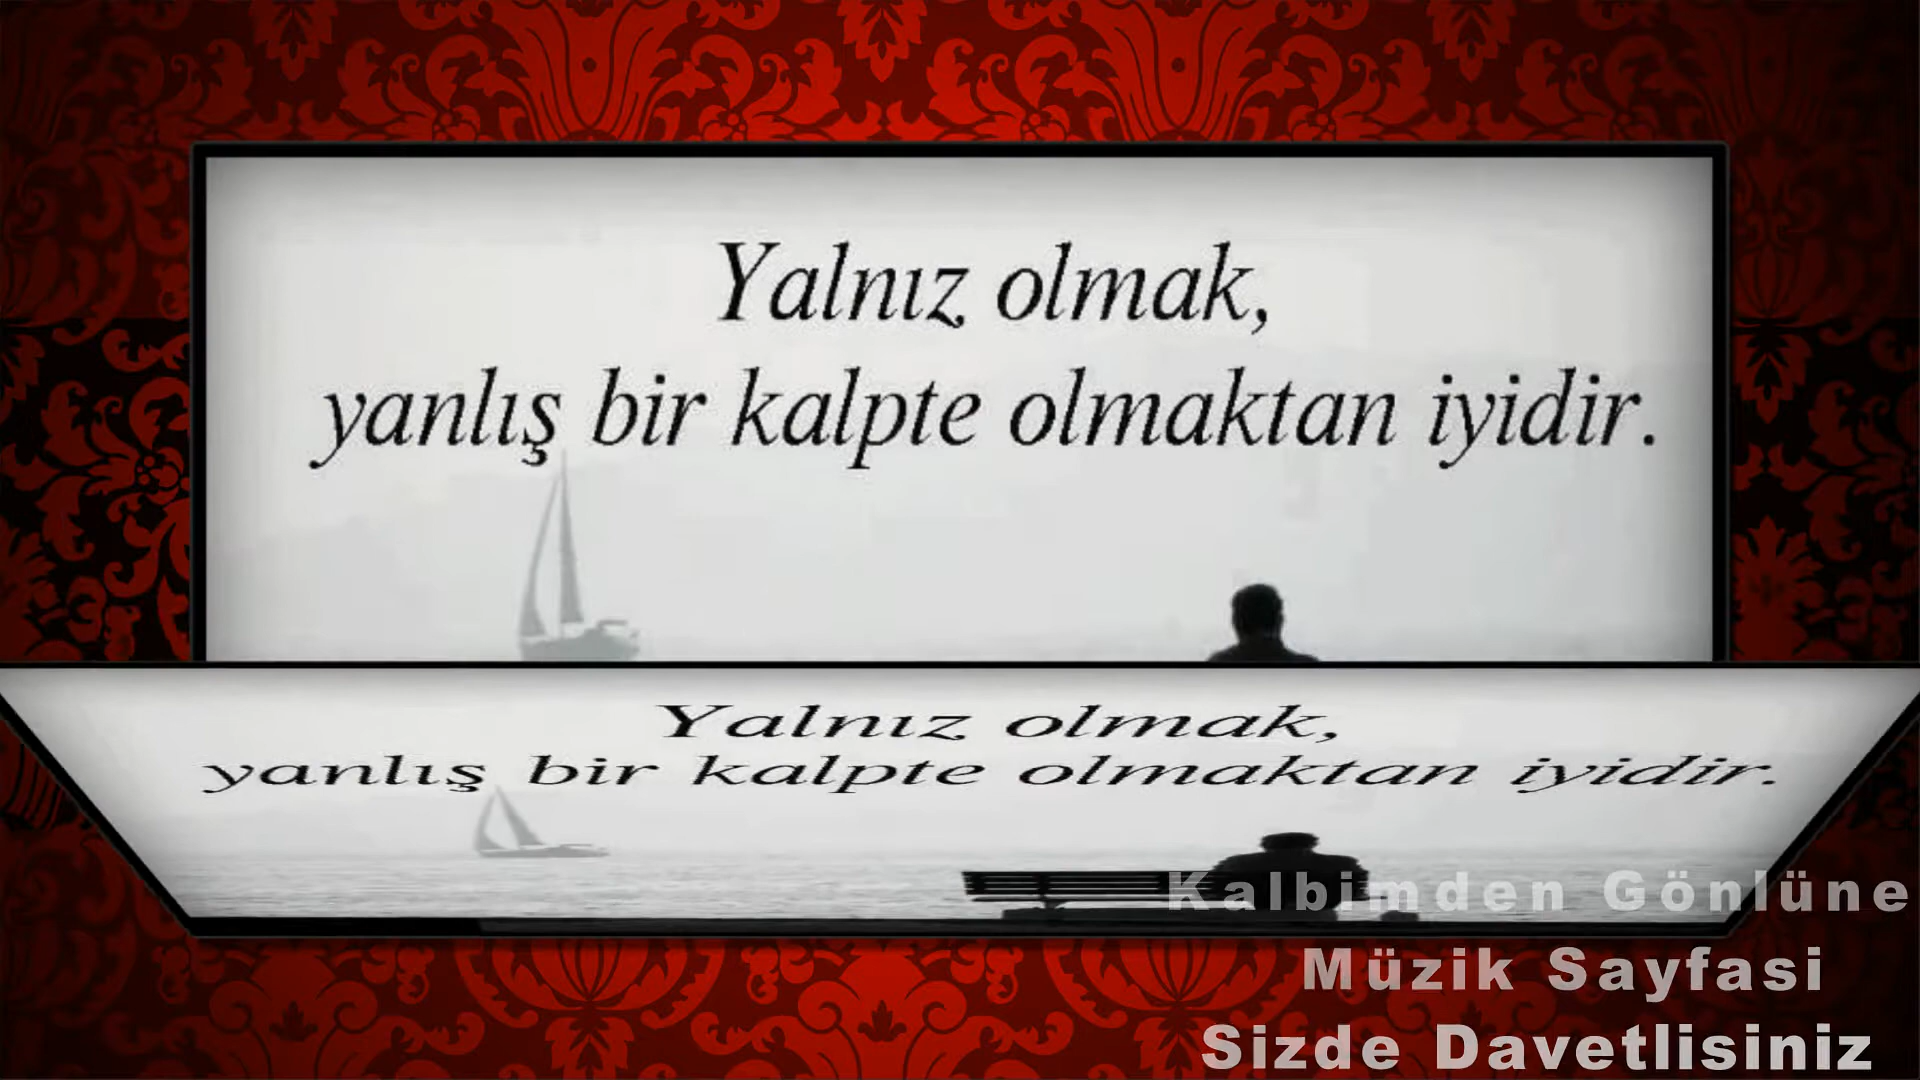 Yalnız olmak,
yanlış bir kalpte olmaktan iyidir.
Yalnız olmak,
yanlış bir kalpte olmaktan iyidir.
Kalbimden Gönlüne
Müzik Sayfasi
Sizde Davetlisiniz